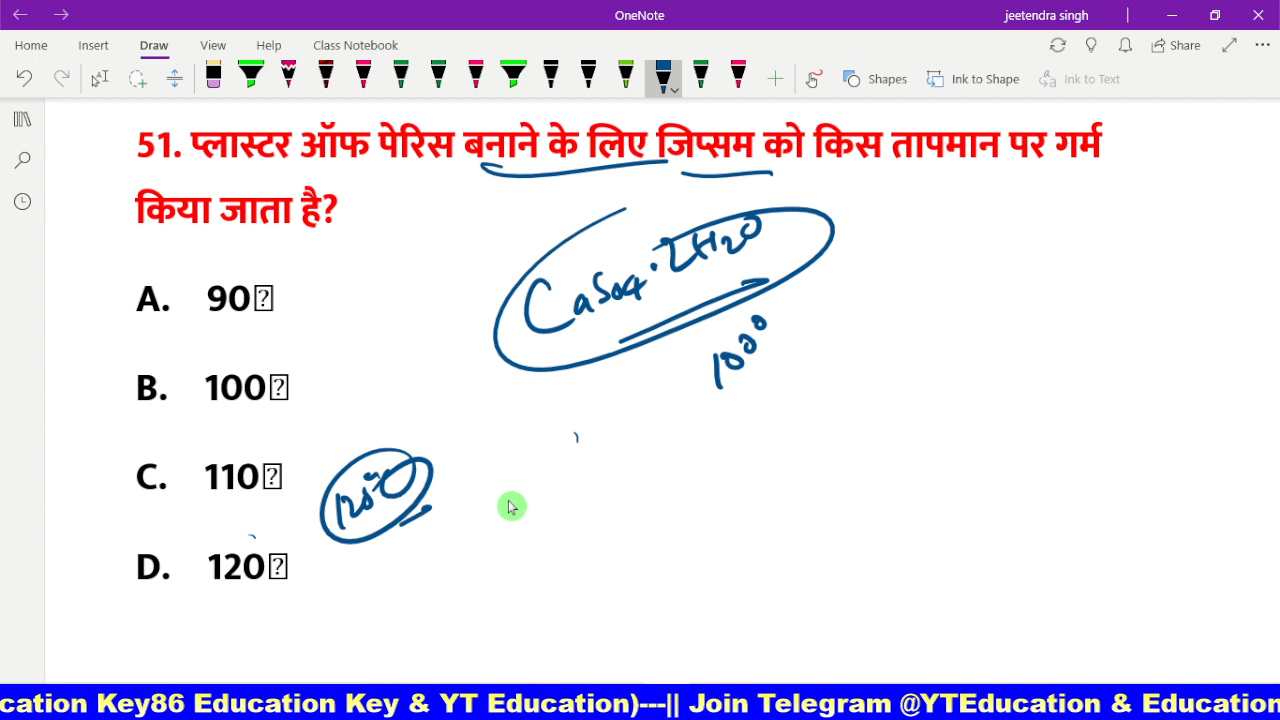 OneNote
jeetendra singh
Home Insert Draw View Help Class Notebook
Share
Shapes Ink to Shape Ink to Text
51. प्लास्टर ऑफ पेरिस बनाने के लिए जिप्सम को किस तापमान पर गर्म
किया जाता है?
CaSO4·2H2O
A. 90
1000
B. 100
C. 110
120°C
D. 120
cation Key86 Education Key & YT Education)---|| Join Telegram @YTEducation & Education